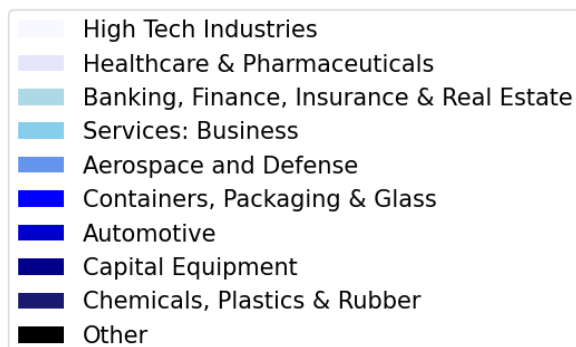 High Tech Industries
Healthcare & Pharmaceuticals
Banking, Finance, Insurance & Real Estate
Services: Business
Aerospace and Defense
Containers, Packaging & Glass
Automotive
Capital Equipment
Chemicals, Plastics & Rubber
Other